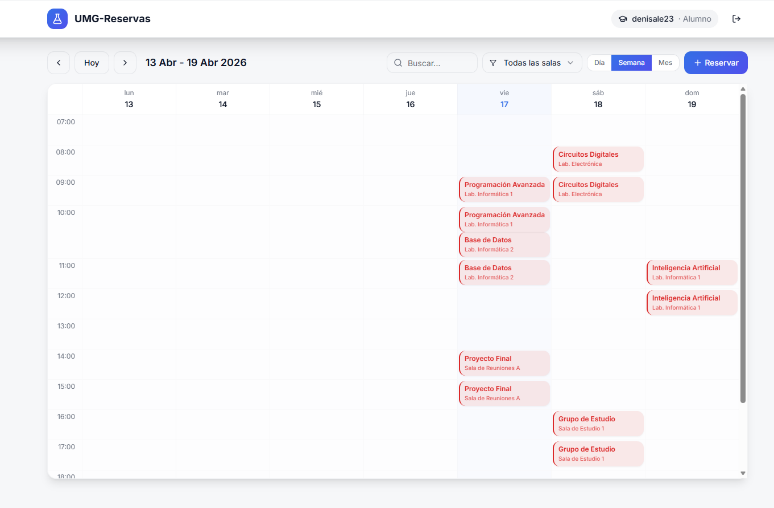 UMG-Reservas
denisale23 · Alumno
Hoy
13 Abr - 19 Abr 2026
Buscar...
Todas las salas
Día
Semana
Mes
+ Reservar
lun
13
mar
14
mié
15
jue
16
vie
17
sáb
18
dom
19
07:00
08:00
Circuitos Digitales
Lab. Electrónica
09:00
Programación Avanzada
Lab. Informática 1
Circuitos Digitales
Lab. Electrónica
10:00
Programación Avanzada
Lab. Informática 1
Base de Datos
Lab. Informática 2
11:00
Base de Datos
Lab. Informática 2
Inteligencia Artificial
Lab. Informática 1
12:00
Inteligencia Artificial
Lab. Informática 1
13:00
14:00
Proyecto Final
Sala de Reuniones A
15:00
Proyecto Final
Sala de Reuniones A
16:00
Grupo de Estudio
Sala de Estudio 1
17:00
Grupo de Estudio
Sala de Estudio 1
18:00